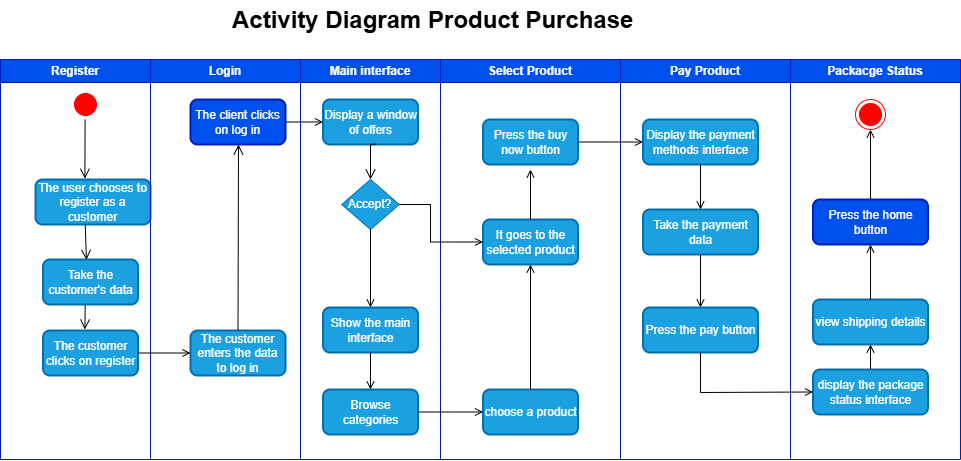 Activity Diagram Product Purchase
Register
Login
Main interface
Select Product
Pay Product
Packacge Status
The user chooses to
register as a
customer
Take the
customer's data
The customer
clicks on register
The client clicks
on log in
The customer
enters the data
to log in
Display a window
of offers
Accept?
Show the main
interface
Browse
categories
Press the buy
now button
It goes to the
selected product
choose a product
Display the payment
methods interface
Take the payment
data
Press the pay button
Press the home
button
view shipping details
display the package
status interface